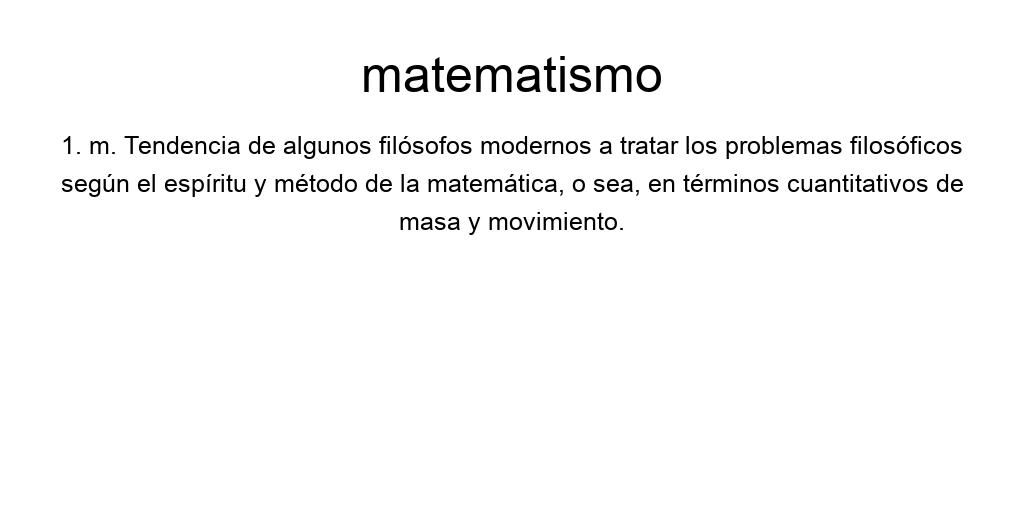 matematismo
1. m. Tendencia de algunos filósofos modernos a tratar los problemas filosóficos
según el espíritu y método de la matemática, o sea, en términos cuantitativos de
masa y movimiento.